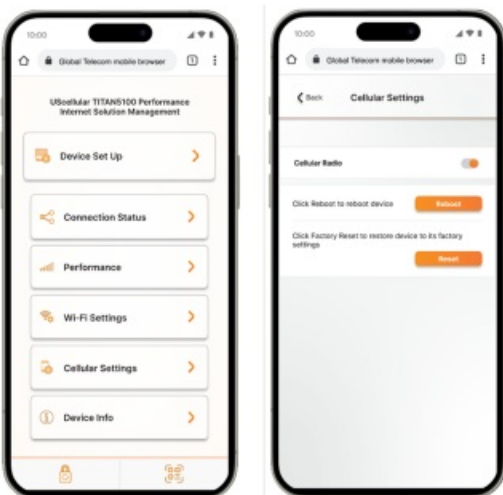 10:00
Global Telecom mobile browser
1
UScellular TITAN5100 Performance
Internet Solution Management
Device Set Up
Connection Status
Performance
Wi-Fi Settings
Cellular Settings
Device Info
10:00
Global Telecom mobile browser
1
Back
Cellular Settings
Cellular Radio
Click Reboot to reboot device
Reboot
Click Factory Reset to restore device to its factory
settings
Reset